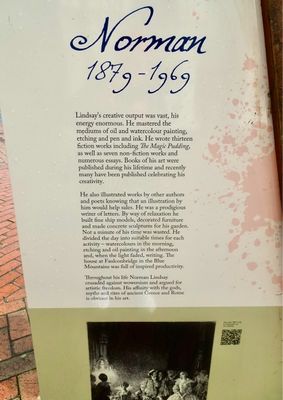 Norman
1879-1969
Lindsay's creative output was vast, his
energy enormous. He mastered the
mediums of oil and watercolour painting,
etching and pen and ink. He wrote thirteen
fiction works including The Magic Pudding,
as well as seven non-fiction works and
numerous essays. Books of his art were
published during his lifetime and recently
many have been published celebrating his
creativity.
He also illustrated works by other authors
and poets knowing that an illustration by
him would help sales. He was a prodigious
writer of letters. By way of relaxation he
built fine ship models, decorated furniture
and made concrete sculptures for his garden.
Not a minute of his time was wasted. He
divided the day into suitable times for each
activity – watercolours in the morning,
etching and oil painting in the afternoon
and, when the light faded, writing. The
house at Faulconbridge in the Blue
Mountains was full of inspired productivity.
Throughout his life Norman Lindsay
crusaded against wowserism and argued for
artistic freedom. His affinity with the gods,
myths and rites of ancient Greece and Rome
is obvious in his art.